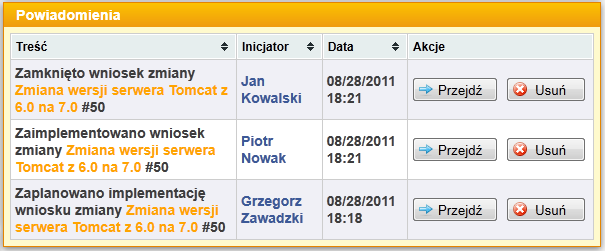 Powiadomienia
Treść Inicjator Data Akcje
Zamknięto wniosek zmiany
Zmiana wersji serwera Tomcat z
6.0 na 7.0 #50
Jan
Kowalski
08/28/2011
18:21
Przejdź Usuń
Zaimplementowano wniosek
zmiany Zmiana wersji serwera
Tomcat z 6.0 na 7.0 #50
Piotr
Nowak
08/28/2011
18:21
Przejdź Usuń
Zaplanowano implementację
wniosku zmiany Zmiana wersji
serwera Tomcat z 6.0 na 7.0 #50
Grzegorz
Zawadzki
08/28/2011
18:18
Przejdź Usuń